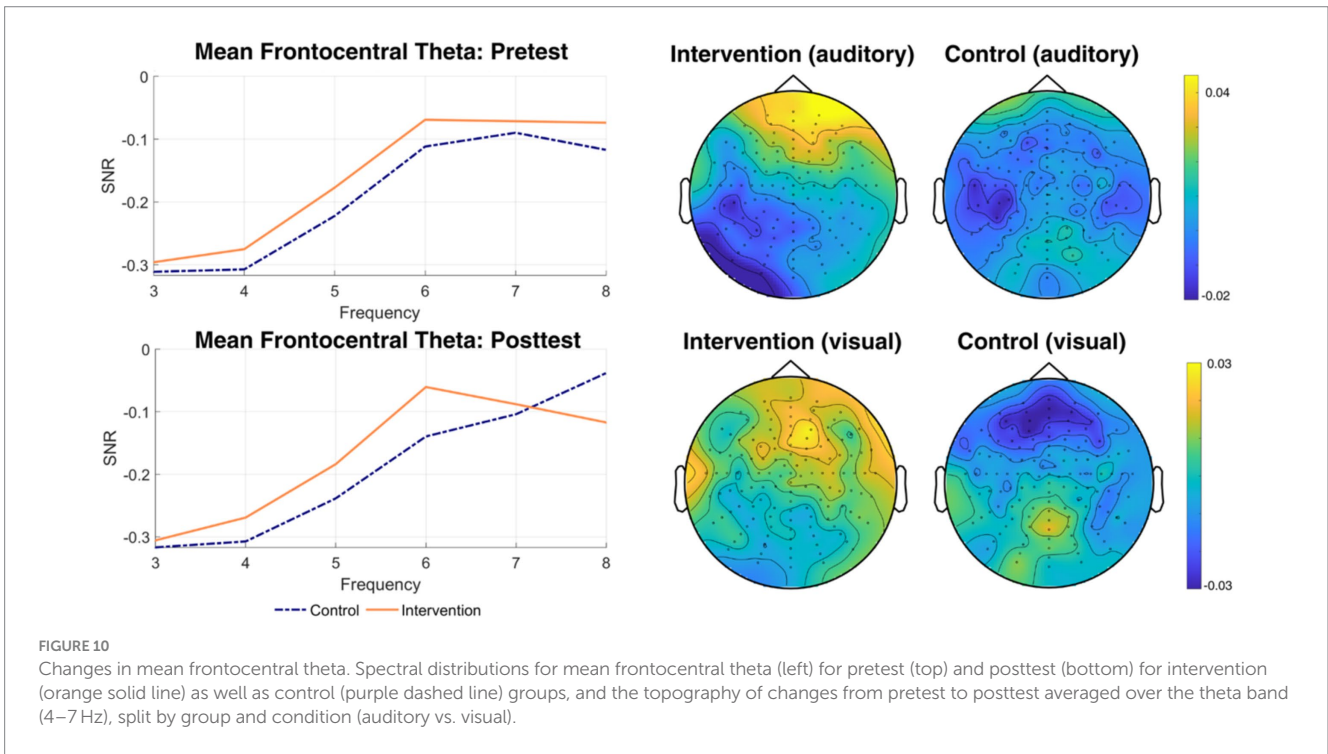 Mean Frontocentral Theta: Pretest
0
-0.1
-0.2
-0.3
SNR
3 4 5 6 7 8
Frequency
Intervention (auditory)
Control (auditory)
0.04
-0.02
Mean Frontocentral Theta: Posttest
0
-0.1
-0.2
-0.3
SNR
3 4 5 6 7 8
Frequency
Control Intervention
Intervention (visual)
Control (visual)
0.03
-0.03
FIGURE 10
Changes in mean frontocentral theta. Spectral distributions for mean frontocentral theta (left) for pretest (top) and posttest (bottom) for intervention
(orange solid line) as well as control (purple dashed line) groups, and the topography of changes from pretest to posttest averaged over the theta band
(4–7 Hz), split by group and condition (auditory vs. visual).